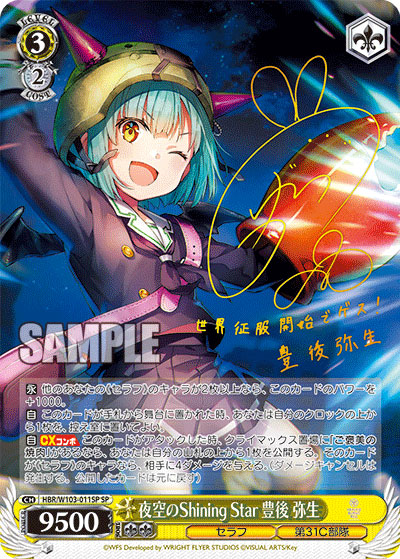 LEVEL
3
2
COST
世界征服開始でゲス!
豊後弥生
SAMPLE
永 他のあなたの《セラフ》のキャラが2枚以上なら、このカードのパワーを
+1000。
自 このカードが手札から舞台に置かれた時、あなたは自分のクロックの上か
ら1枚を、控え室に置いてよい。
自 CXコンボ このカードがアタックした時、クライマックス置場に「ご褒美の
焼肉」があるなら、あなたは自分の山札の上から1枚を公開する。そのカード
が《セラフ》のキャラなら、相手に4ダメージを与える。(ダメージキャンセルは
発生する。公開したカードは元に戻す)
CH HBR/W103-011SP SP
夜空のShining Star 豊後 弥生
9500
セラフ
第31C部隊
©WFS Developed by WRIGHT FLYER STUDIOS ©VISUAL ARTS/Key